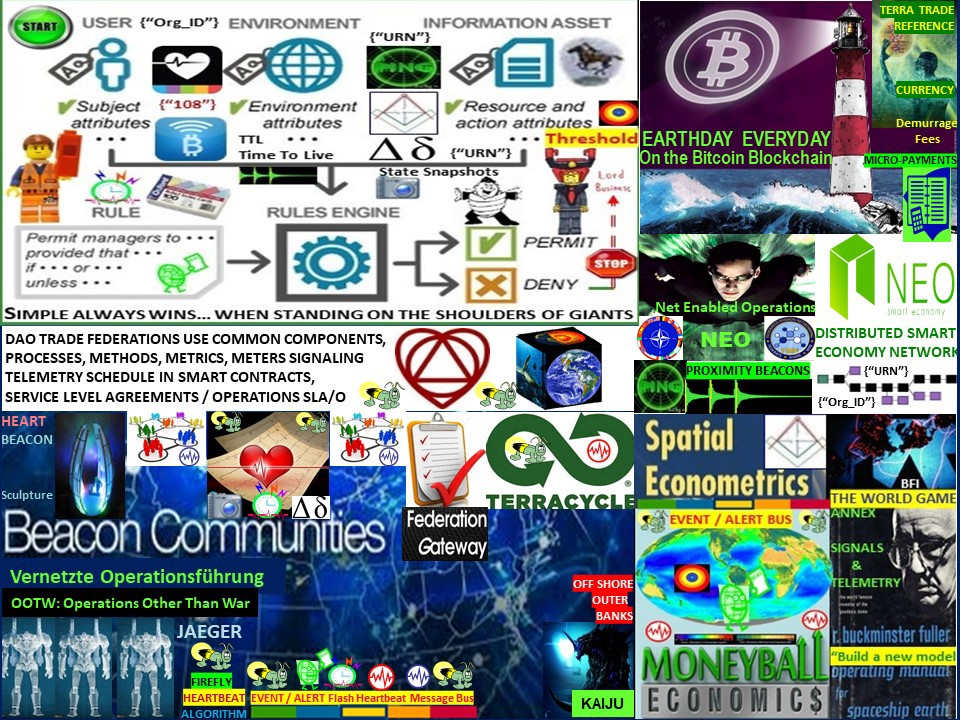 START
USER {"Org_ID"}
ENVIRONMENT
INFORMATION ASSET
{"URN"}
PING
Subject
attributes
{"108"}
Environment
attributes
Resource and
action attributes
Threshold
TTL
Time To Live
Δδ
{"URN"}
State Snapshots
Lord
Business
RULE
RULES ENGINE
Permit managers to • • •
provided that
if • • • or • • •
unless • • •
PERMIT
DENY
STOP
SIMPLE ALWAYS WINS... WHEN STANDING ON THE SHOULDERS OF GIANTS
TERRA TRADE
REFERENCE
CURRENCY
Demurrage
Fees
EARTHDAY EVERYDAY
On the Bitcoin Blockchain
MICRO-PAYMENTS
Net Enabled Operations
NEO
NEO
smart economy
DISTRIBUTED SMART
ECONOMY NETWORK
PING
PROXIMITY BEACONS
{"URN"}
{"Org_ID"}
DAO TRADE FEDERATIONS USE COMMON COMPONENTS,
PROCESSES, METHODS, METRICS, METERS SIGNALING
TELEMETRY SCHEDULE IN SMART CONTRACTS,
SERVICE LEVEL AGREEMENTS / OPERATIONS SLA/O
HEART
BEACON
Sculpture
Δδ
TERRACYCLE
Beacon Communities
Federation
Gateway
Vernetzte Operationsführung
OOTW: Operations Other Than War
JAEGER
FIREFLY
HEARTBEAT
ALGORITHM
EVENT / ALERT Flash Heartbeat Message Bus
OFF SHORE
OUTER
BANKS
KAIJU
Spatial
Econometrics
EVENT / ALERT BUS
MONEYBALL
ECONOMIC$
BFI
THE WORLD GAME
ANNEX
SIGNALS
&
TELEMETRY
r. buckminster fuller
"Build a new model
operating manual
for
spaceship earth